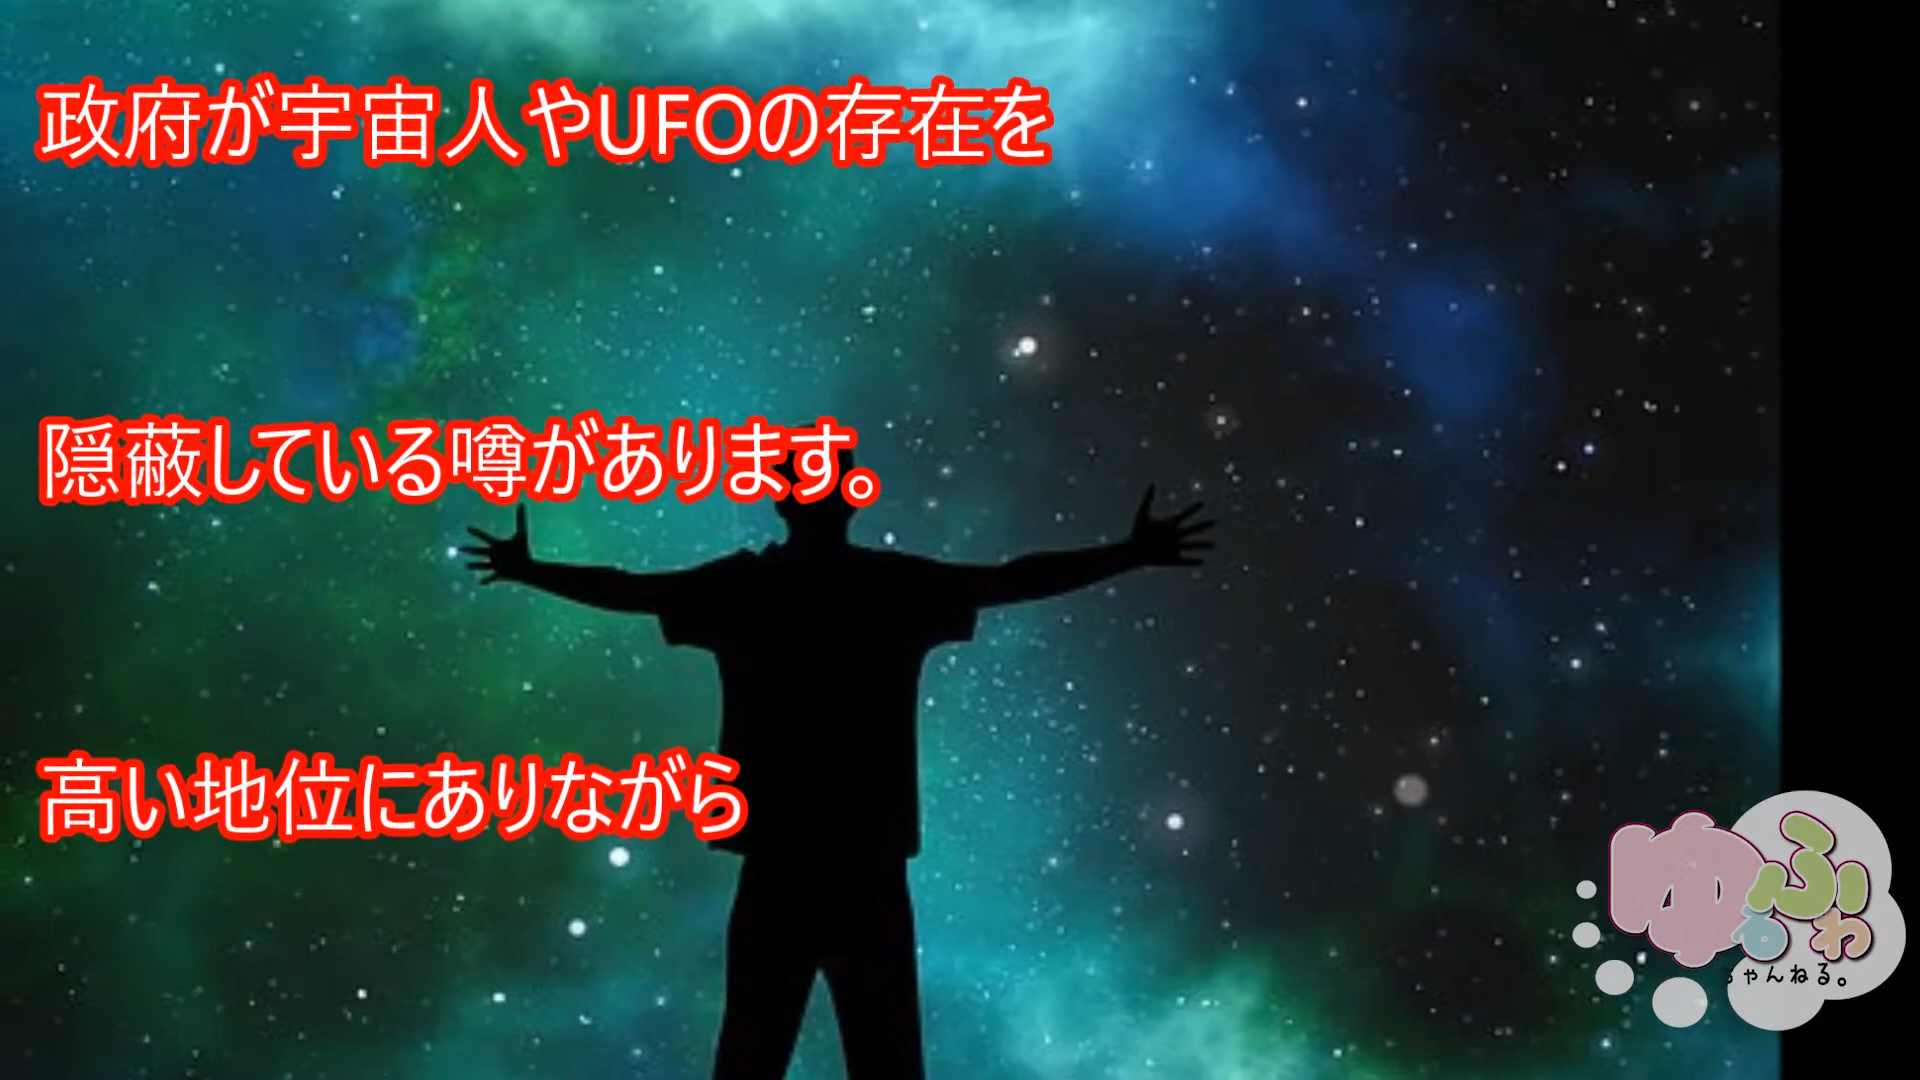 政府が宇宙人やUFOの存在を
隠蔽している噂があります。
高い地位にありながら
ゆるふわ
ちゃんねる。